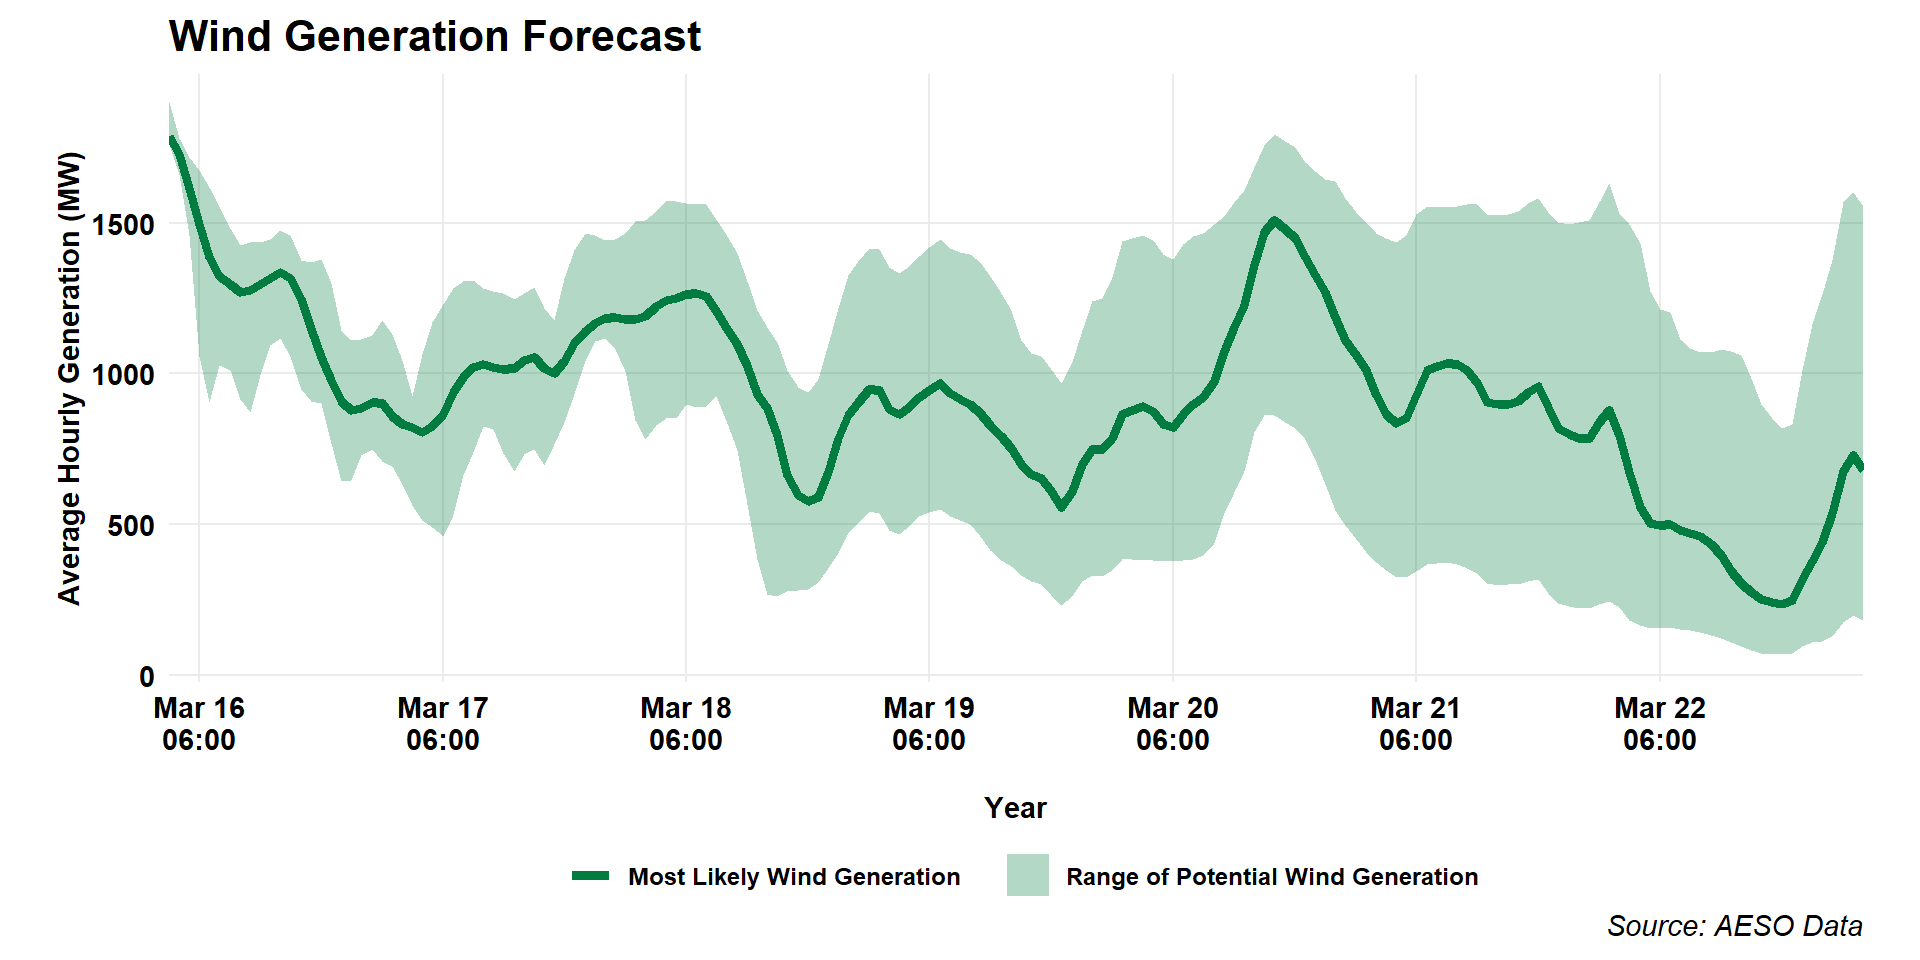 Wind Generation Forecast
Average Hourly Generation (MW)
1500
1000
500
0
Mar 16 Mar 17 Mar 18 Mar 19 Mar 20 Mar 21 Mar 22
06:00 06:00 06:00 06:00 06:00 06:00 06:00
Year
Most Likely Wind Generation Range of Potential Wind Generation
Source: AESO Data